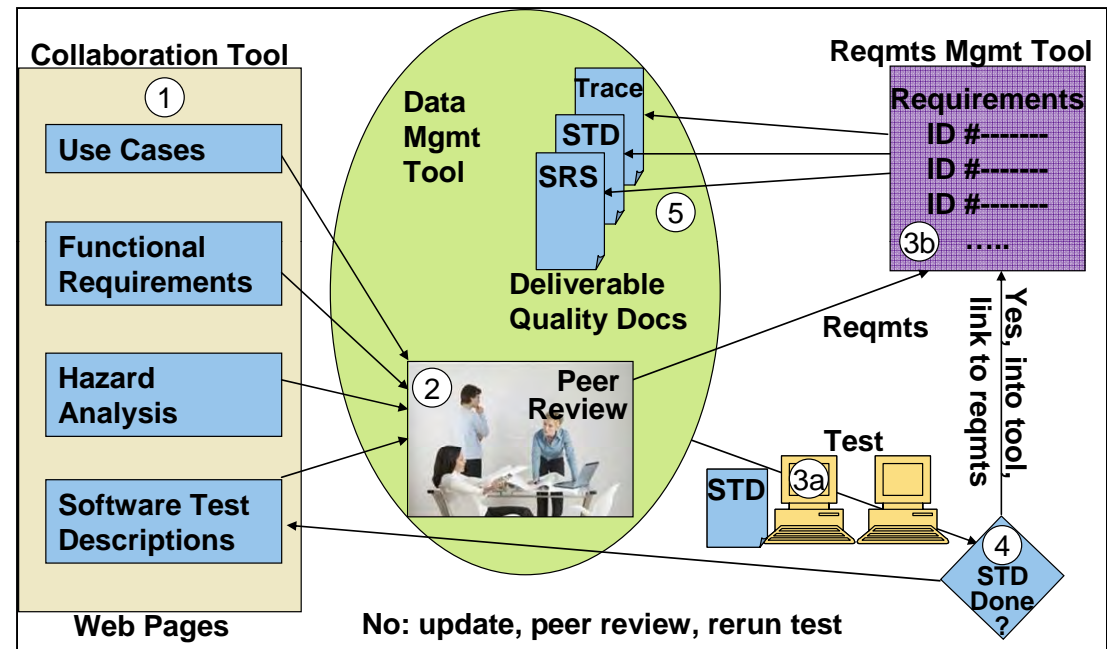 Collaboration Tool
1
Use Cases
Functional
Requirements
Hazard
Analysis
Software Test
Descriptions
Web Pages
Data
Mgmt
Tool
Trace
STD
SRS
5
Deliverable
Quality Docs
2
Peer
Review
Reqmts Mgmt Tool
Requirements
ID #-------
ID #-------
ID #-------
3b
.....
Reqmts
Yes, into tool,
link to reqmts
Test
STD
3a
4
STD
Done
?
No: update, peer review, rerun test